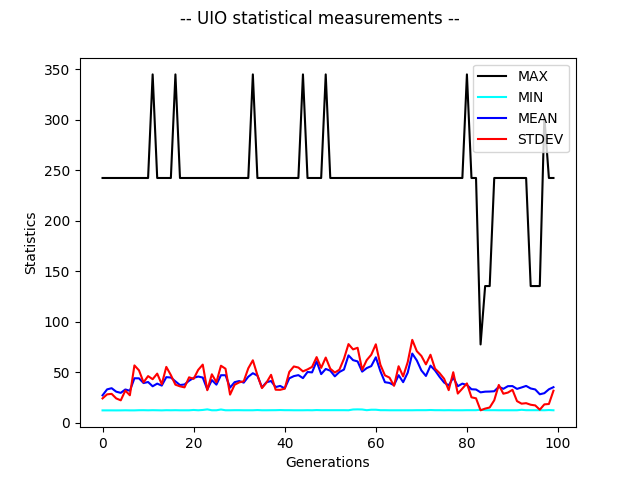 -- UIO statistical measurements --
MAX
MIN
MEAN
STDEV
350
300
250
200
150
100
50
0
Statistics
0
20
40
60
80
100
Generations